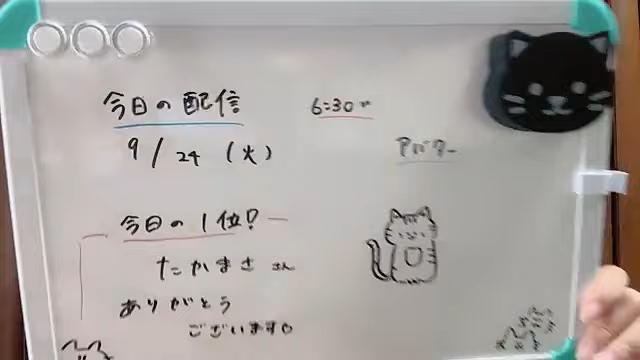 今日の配信
6:30~
9/24 (火)
アバター
今日の1位!
たかまささん
ありがとう
ございます。